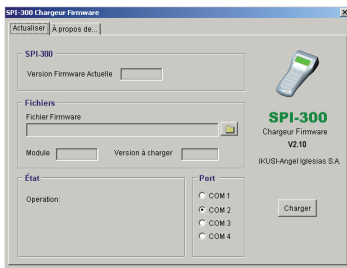 SPI-300 Chargeur Firmware
Actualiser
À propos de...
SPI-300
Version Firmware Actuelle
Fichiers
Fichier Firmware
Module
Version à charger
État
Operation:
Port
COM 1
COM 2
COM 3
COM 4
SPI-300
Chargeur Firmware
V2.10
IKUSI-Angel Iglesias S.A.
Charger